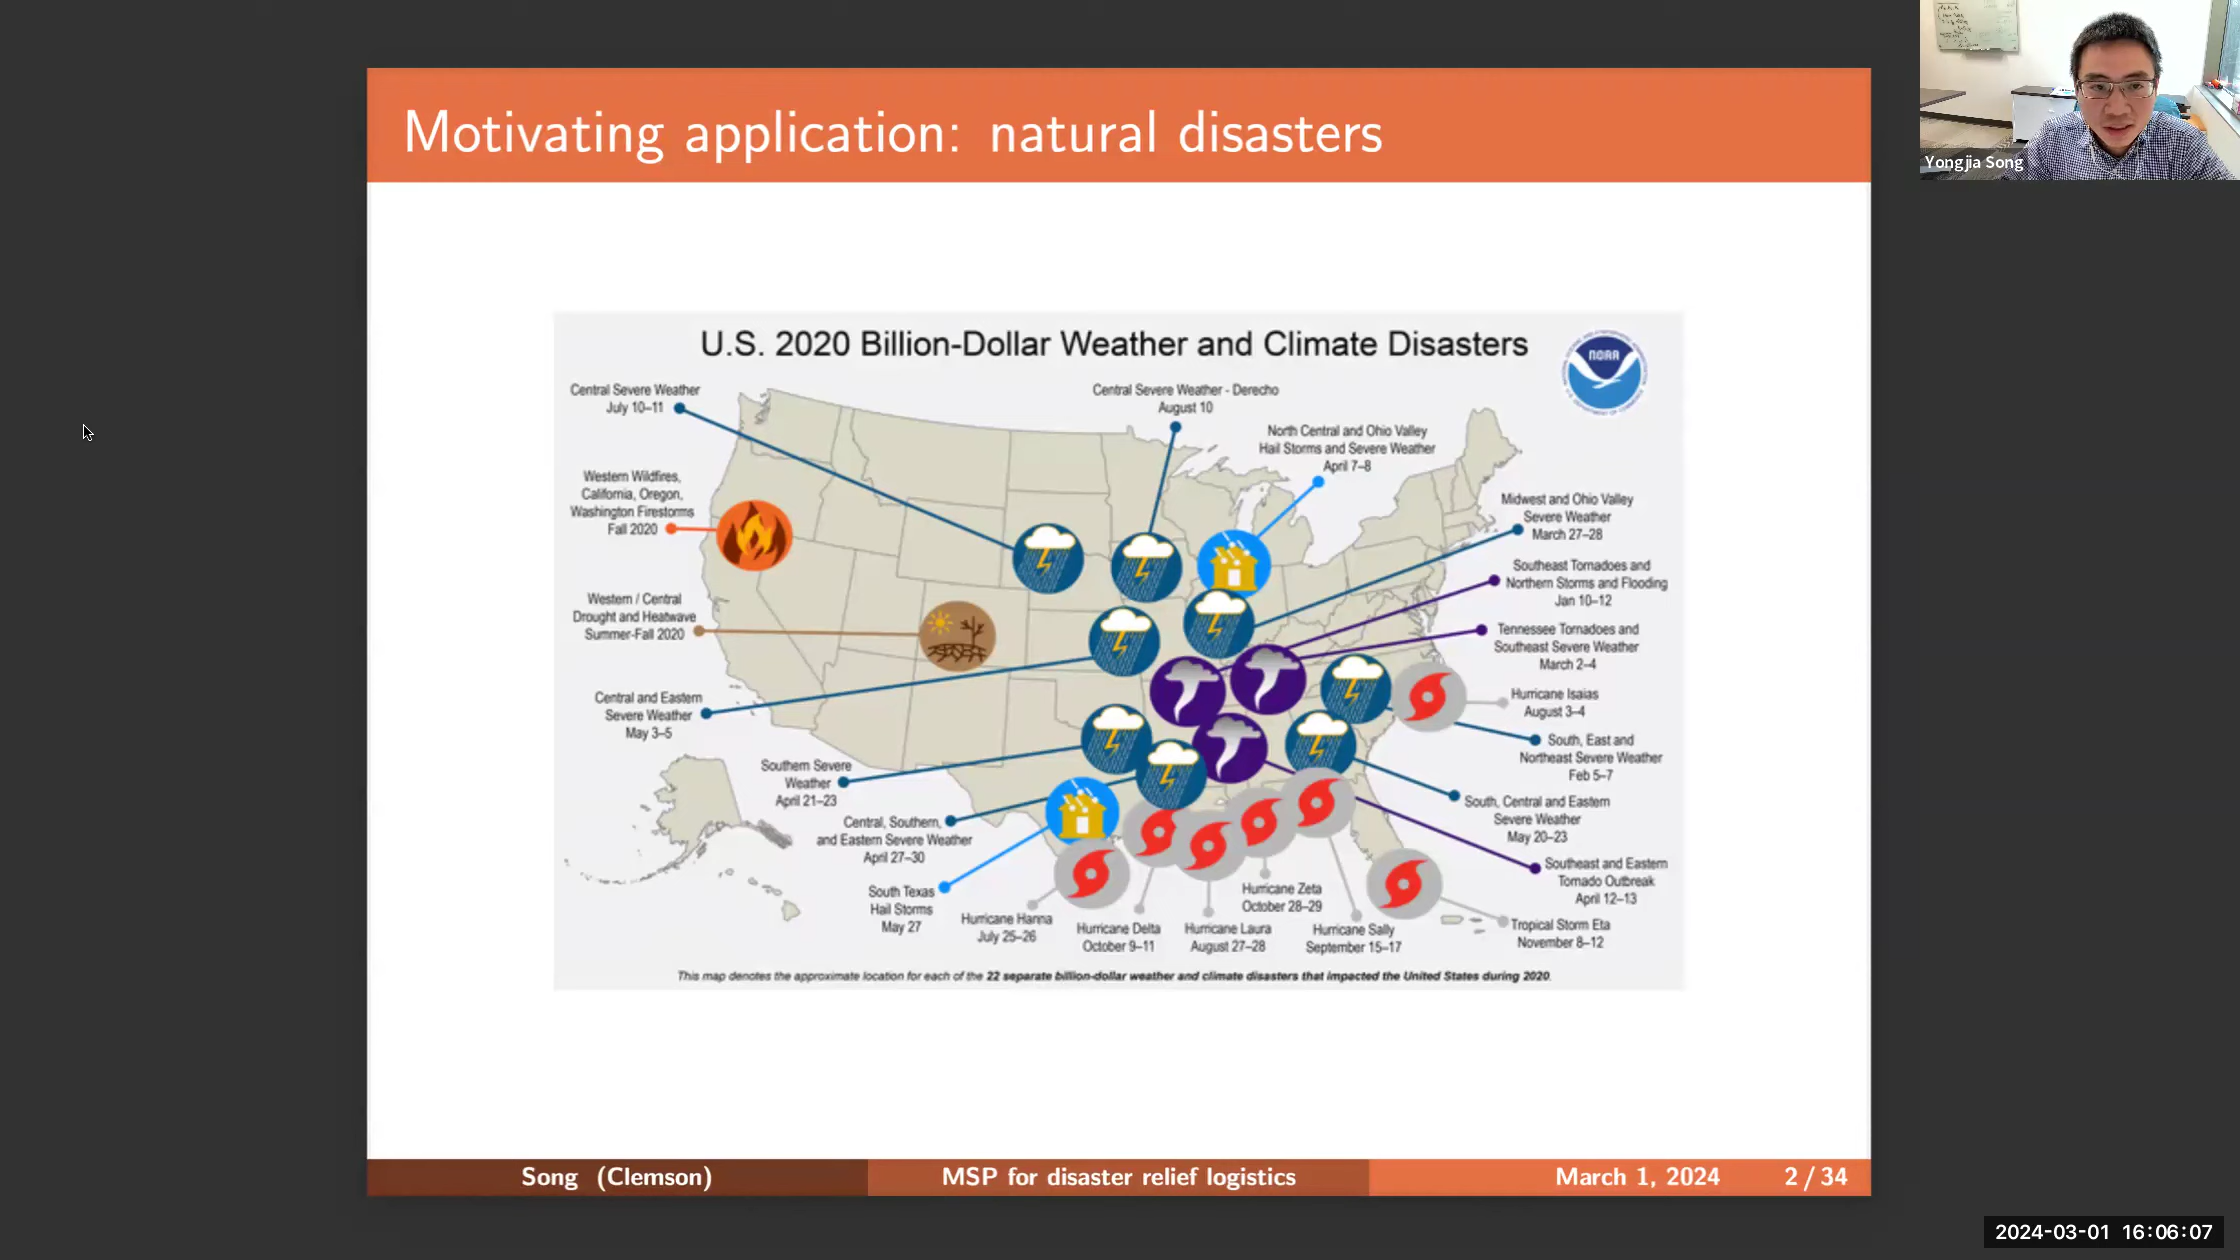 Motivating application: natural disasters
U.S. 2020 Billion-Dollar Weather and Climate Disasters
NOAA
Central Severe Weather
July 10–11
Central Severe Weather - Derecho
August 10
North Central and Ohio Valley
Hail Storms and Severe Weather
April 7–8
Western Wildfires,
California, Oregon,
Washington Firestorms
Fall 2020
Midwest and Ohio Valley
Severe Weather
March 27–28
Southeast Tornadoes and
Northern Storms and Flooding
Jan 10–12
Western / Central
Drought and Heatwave
Summer-Fall 2020
Tennessee Tornadoes and
Southeast Severe Weather
March 2–4
Hurricane Isaias
August 3–4
Central and Eastern
Severe Weather
May 3–5
South, East and
Northeast Severe Weather
Feb 5–7
Southern Severe
Weather
April 21–23
South, Central and Eastern
Severe Weather
May 20–23
Central, Southern,
and Eastern Severe Weather
April 27–30
Southeast and Eastern
Tornado Outbreak
April 12–13
South Texas
Hail Storms
May 27
Hurricane Hanna
July 25–26
Hurricane Delta
October 9–11
Hurricane Laura
August 27–28
Hurricane Zeta
October 28–29
Hurricane Sally
September 15–17
Tropical Storm Eta
November 8–12
This map denotes the approximate location for each of the 22 separate billion-dollar weather and climate disasters that impacted the United States during 2020.
Song (Clemson)
MSP for disaster relief logistics
March 1, 2024
2 / 34
Yongjia Song
2024-03-01 16:06:07